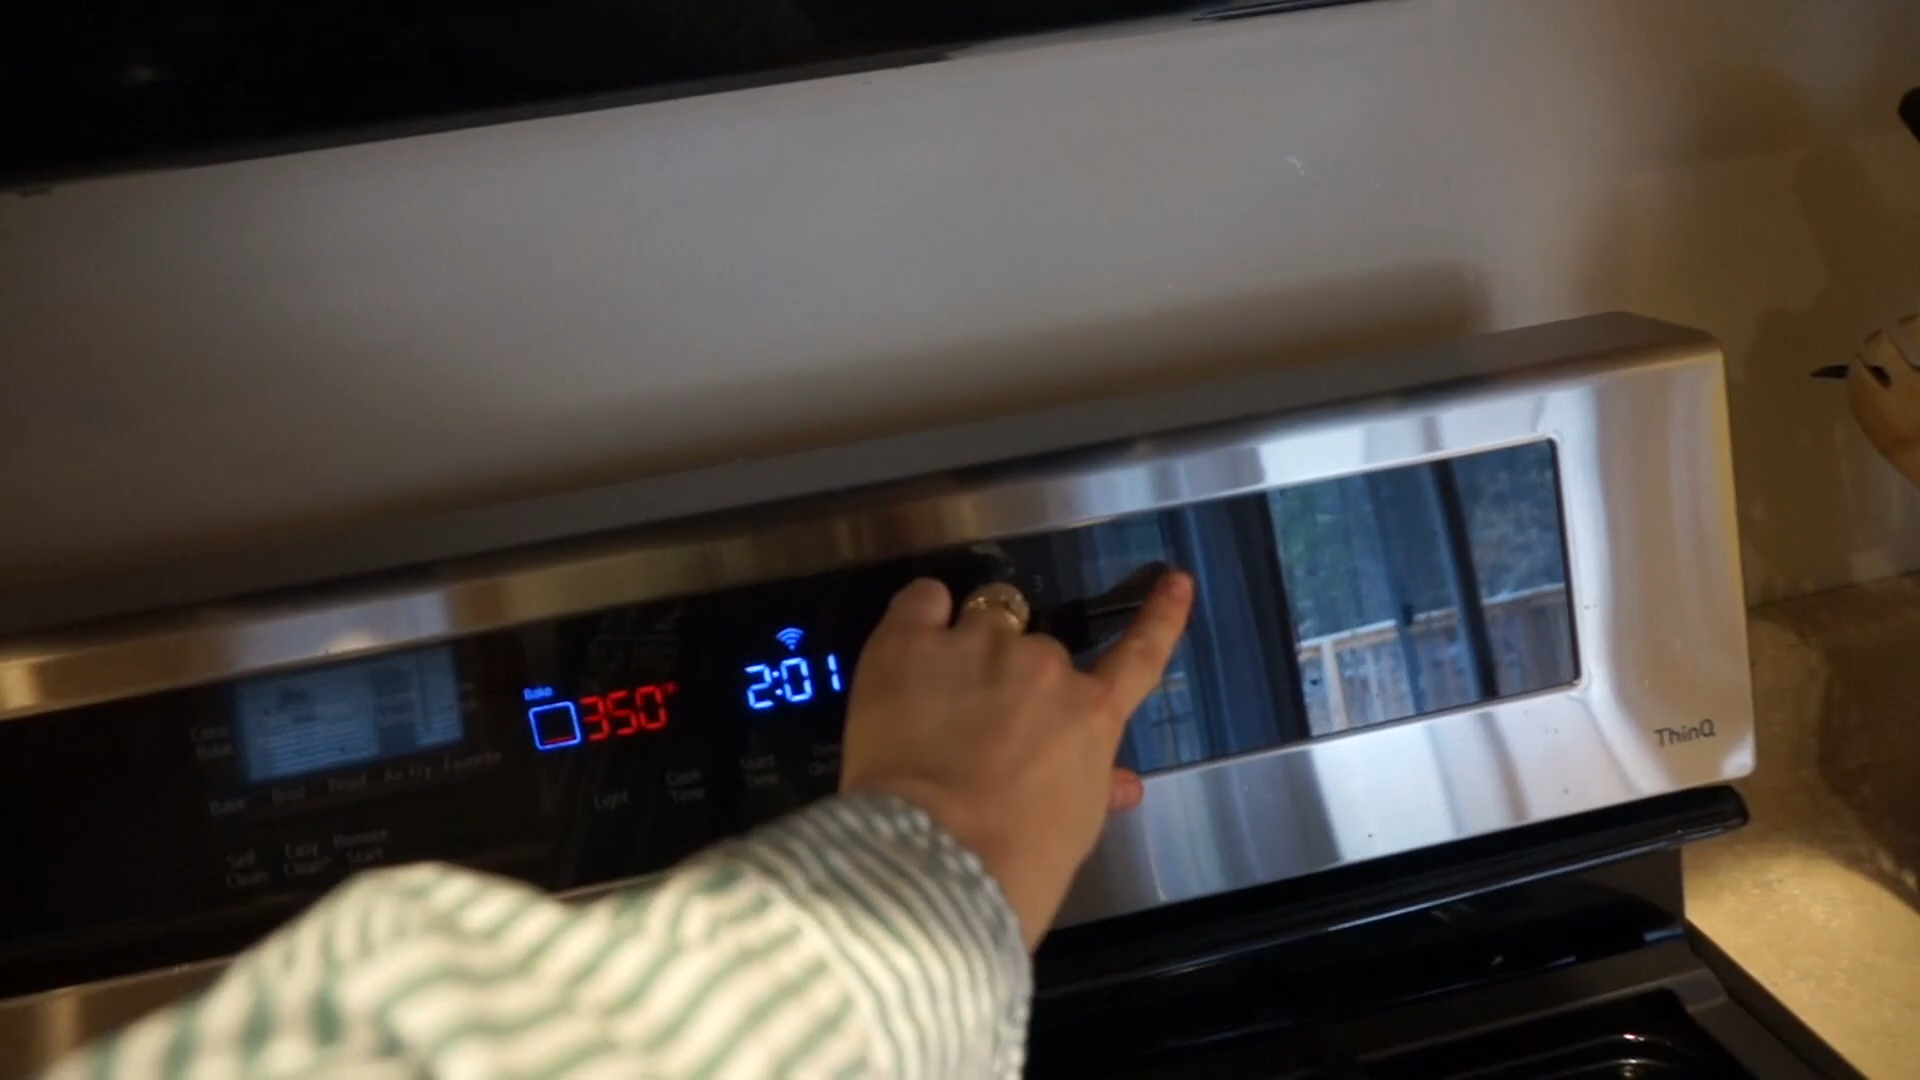 Bake
350°
2:01
Conv.
Bake
Bake Broil Proof Air Fry Favorite
Light
Cook
Time
Start
Time
Self
Clean
Easy
Clean
Remote
Start
ThinQ